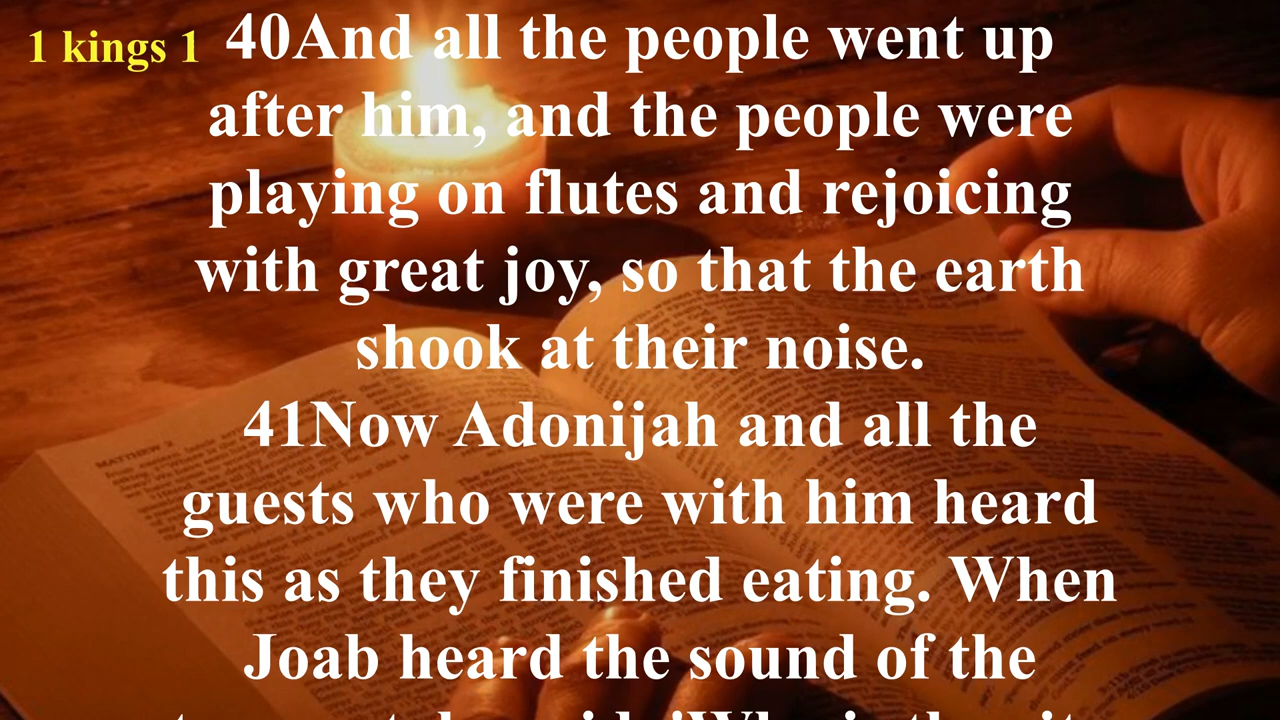 1 kings 1
40And all the people went up
after him, and the people were
playing on flutes and rejoicing
with great joy, so that the earth
shook at their noise.
41Now Adonijah and all the
guests who were with him heard
this as they finished eating. When
Joab heard the sound of the
MATTHEW 2